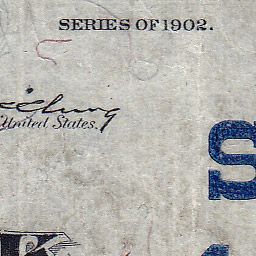 SERIES OF 1902.
United States.
S
K &